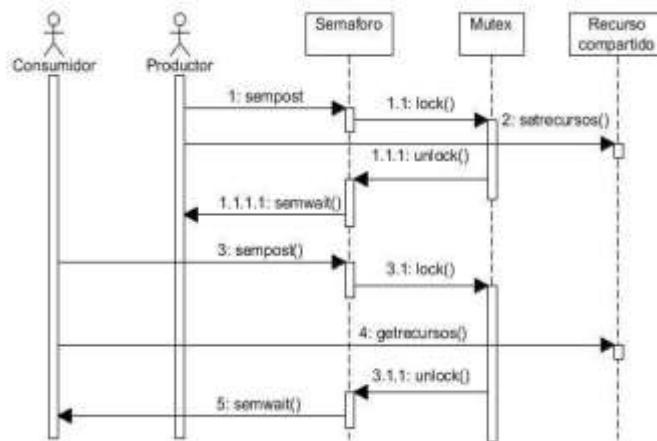 Semaforo
Mutex
Recurso
compartido
Consumidor
Productor
1: sempost
1.1: lock()
2: setrecursos()
1.1.1: unlock()
1.1.1.1: semwait()
3: sempost()
3.1: lock()
4: getrecursos()
3.1.1: unlock()
5: semwait()